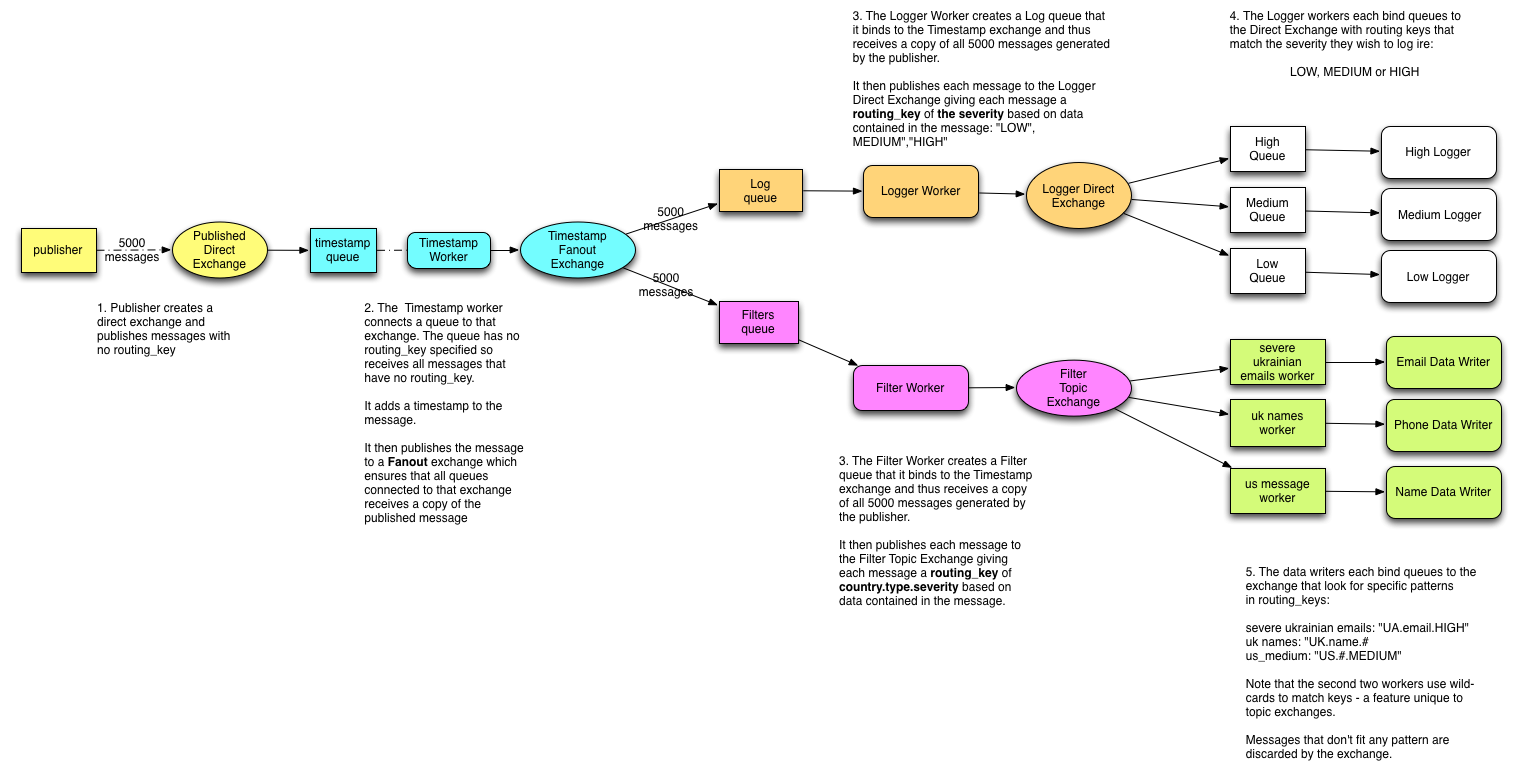 3. The Logger Worker creates a Log queue that
it binds to the Timestamp exchange and thus
receives a copy of all 5000 messages generated
by the publisher.
It then publishes each message to the Logger
Direct Exchange giving each message a
routing_key of the severity based on data
contained in the message: "LOW",
MEDIUM","HIGH"
4. The Logger workers each bind queues to
the Direct Exchange with routing keys that
match the severity they wish to log ire:
LOW, MEDIUM or HIGH
publisher
5000
messages
Published
Direct
Exchange
timestamp
queue
Timestamp
Worker
Timestamp
Fanout
Exchange
5000
messages
5000
messages
Log
queue
Logger Worker
Logger Direct
Exchange
High
Queue
High Logger
Medium
Queue
Medium Logger
Low
Queue
Low Logger
Filters
queue
Filter Worker
Filter
Topic
Exchange
severe
ukrainian
emails worker
Email Data Writer
uk names
worker
Phone Data Writer
us message
worker
Name Data Writer
1. Publisher creates a
direct exchange and
publishes messages with
no routing_key
2. The  Timestamp worker
connects a queue to that
exchange. The queue has no
routing_key specified so
receives all messages that
have no routing_key.
It adds a timestamp to the
message.
It then publishes the message
to a Fanout exchange which
ensures that all queues
connected to that exchange
receives a copy of the
published message
3. The Filter Worker creates a Filter
queue that it binds to the Timestamp
exchange and thus receives a copy
of all 5000 messages generated by
the publisher.
It then publishes each message to
the Filter Topic Exchange giving
each message a routing_key of
country.type.severity based on
data contained in the message.
5. The data writers each bind queues to the
exchange that look for specific patterns
in routing_keys:
severe ukrainian emails: "UA.email.HIGH"
uk names: "UK.name.#
us_medium: "US.#.MEDIUM"
Note that the second two workers use wild-
cards to match keys - a feature unique to
topic exchanges.
Messages that don't fit any pattern are
discarded by the exchange.